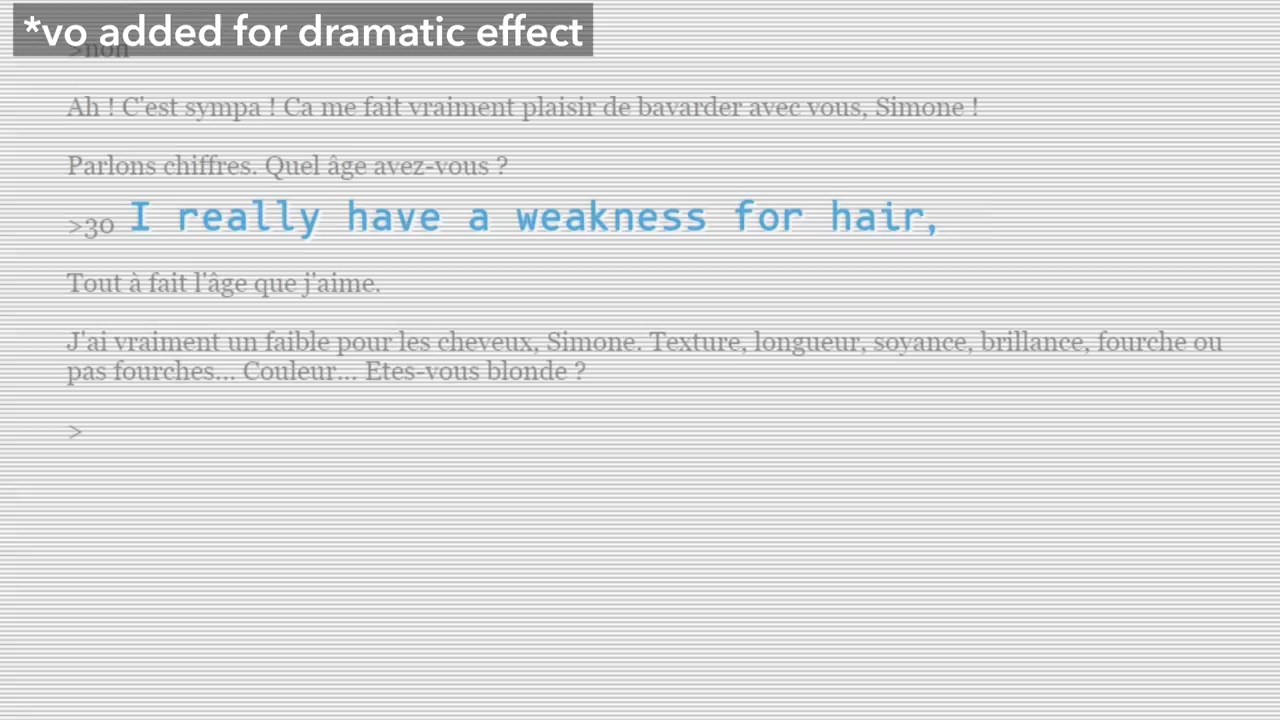 *vo added for dramatic effect
>non
Ah ! C'est sympa ! Ca me fait vraiment plaisir de bavarder avec vous, Simone !
Parlons chiffres. Quel âge avez-vous ?
>30 I really have a weakness for hair,
Tout à fait l'âge que j'aime.
J'ai vraiment un faible pour les cheveux, Simone. Texture, longueur, soyance, brillance, fourche ou
pas fourches... Couleur... Etes-vous blonde ?
>